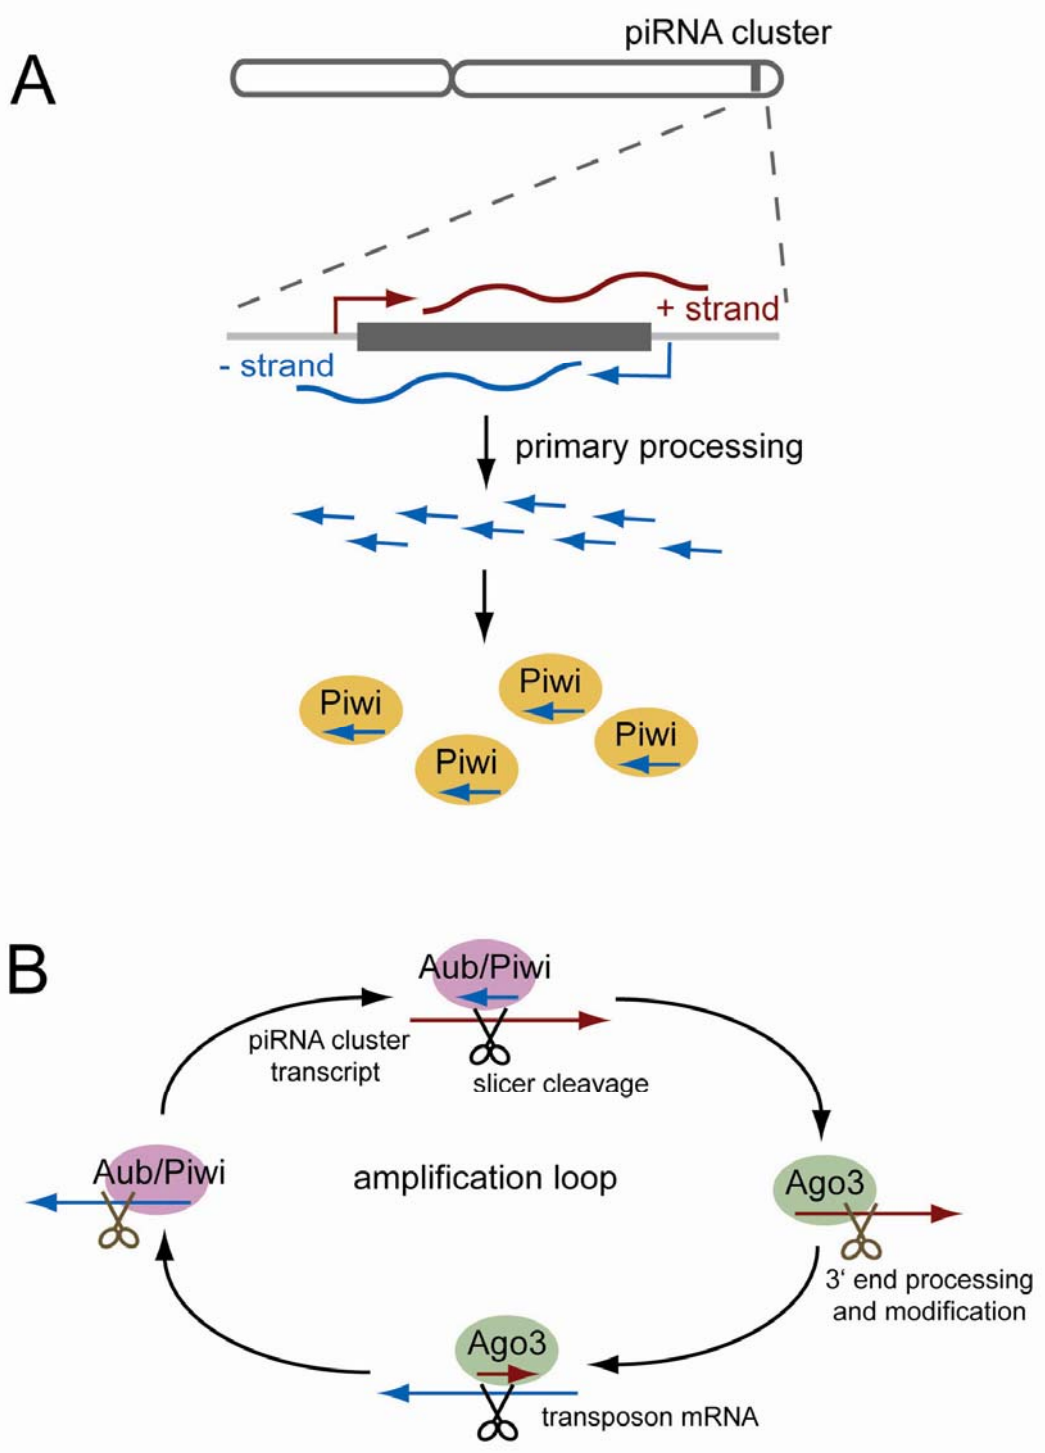 piRNA cluster
A
+ strand
- strand
primary processing
Piwi
Piwi
Piwi
Piwi
B
Aub/Piwi
piRNA cluster
transcript
slicer cleavage
Aub/Piwi
amplification loop
Ago3
3‘ end processing
and modification
Ago3
transposon mRNA